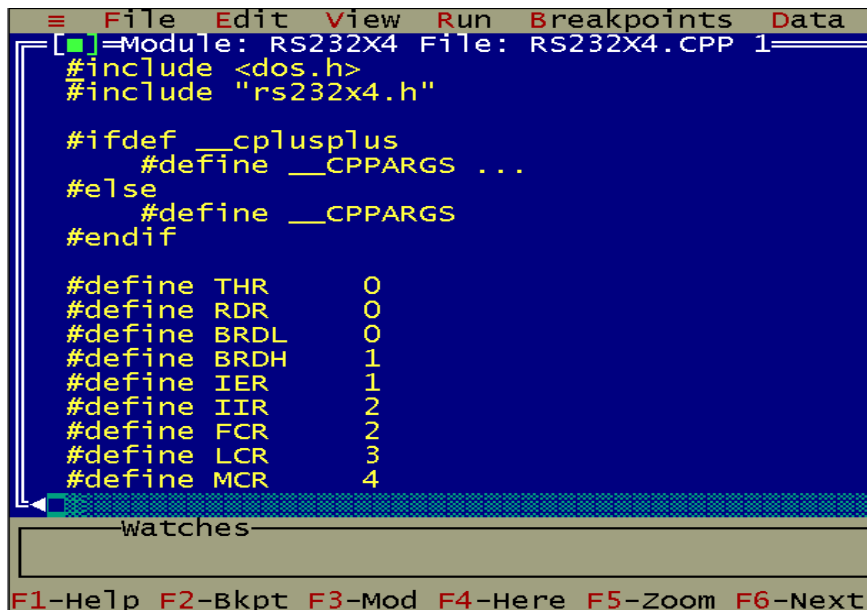 ≡ File Edit View Run Breakpoints Data
[■]=Module: RS232X4 File: RS232X4.CPP 1
#include <dos.h>
#include "rs232x4.h"
#ifdef __cplusplus
#define __CPPARGS ...
#else
#define __CPPARGS
#endif
#define THR 0
#define RDR 0
#define BRDL 0
#define BRDH 1
#define IER 1
#define IIR 2
#define FCR 2
#define LCR 3
#define MCR 4
Watches
F1-Help F2-Bkpt F3-Mod F4-Here F5-Zoom F6-Next